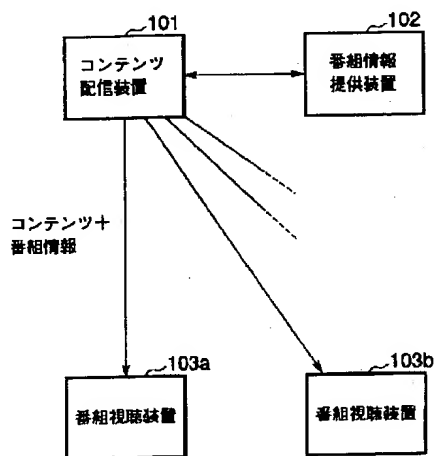 101
コンテンツ
配信装置
102
番組情報
提供装置
コンテンツ+
番組情報
103a
番組視聴装置
103b
番組視聴装置